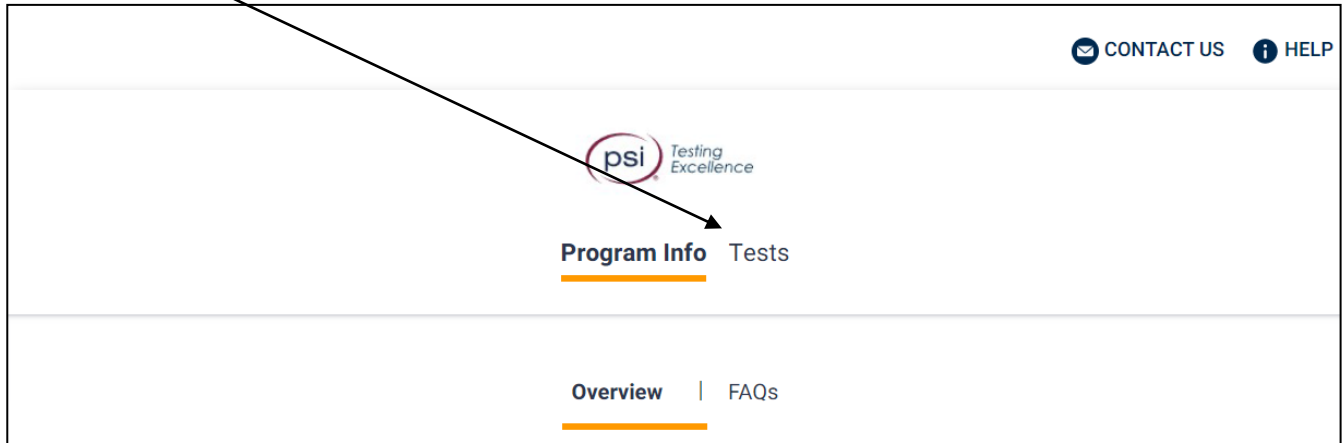 CONTACT US HELP
psi Testing
Excellence
Program Info Tests
Overview | FAQs